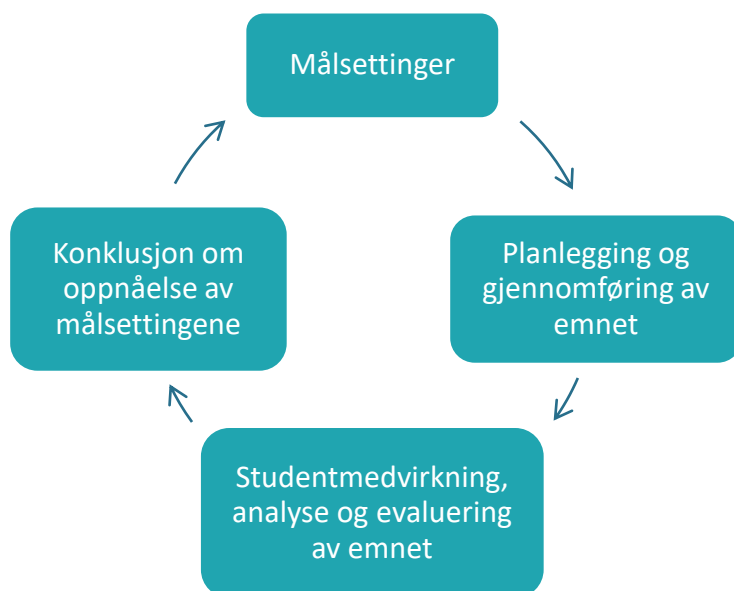 Målsettinger
Planlegging og
gjennomføring av
emnet
Studentmedvirkning,
analyse og evaluering
av emnet
Konklusjon om
oppnåelse av
målsettingene